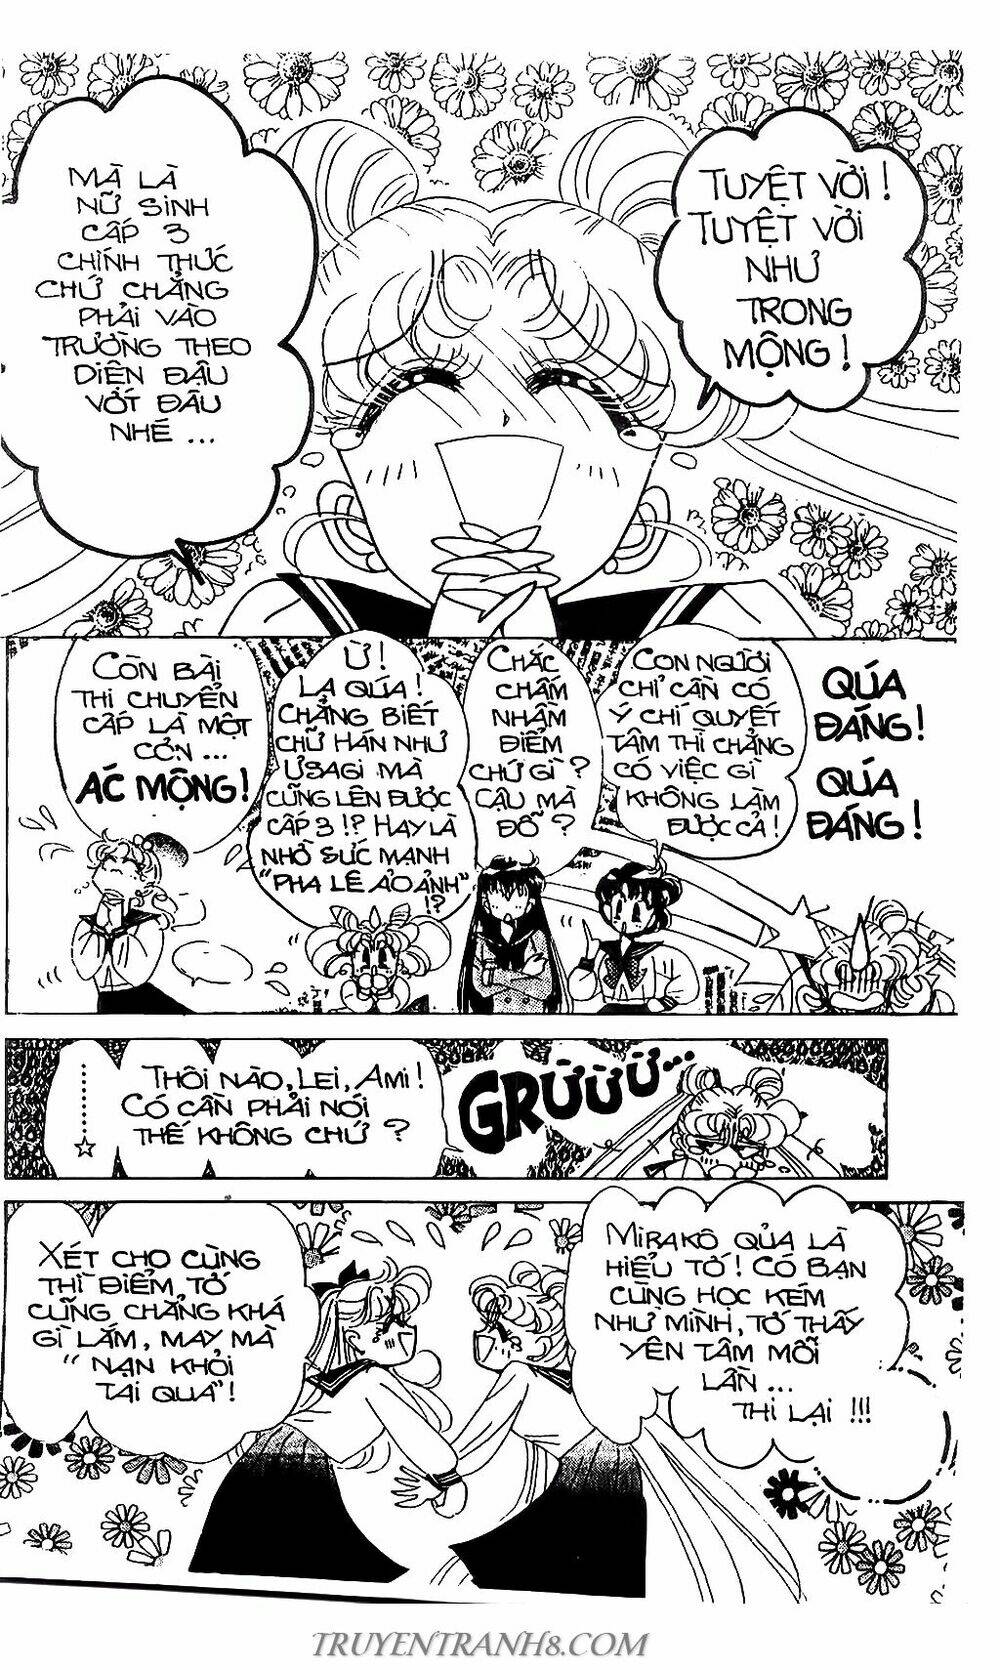 TUYỆT VỜI!
TUYỆT VỜI
NHƯ
TRONG
MỘNG!
MÀ LÀ
NỮ SINH
CẤP 3
CHÍNH THỨC
CHỨ CHẲNG
PHẢI VÀO
TRƯỜNG THEO
DIỆN ĐẦU
VỚT ĐÂU
NHÉ ...
QÚA
ĐÁNG!
QÚA
ĐÁNG!
CON NGƯỜI
CHỈ CẦN CÓ
Ý CHÍ QUYẾT
TÂM THÌ CHẲNG
CÓ VIỆC GÌ
KHÔNG LÀM
ĐƯỢC CẢ!
CHẮC
CHẤM
NHẦM
ĐIỂM
CHỨ GÌ?
CẬU MÀ
ĐỖ?
Ừ!
LẠ QÚA!
CHẲNG BIẾT
CHỮ HÁN NHƯ
USAGI MÀ
CŨNG LÊN ĐƯỢC
CẤP 3!? HAY LÀ
NHỜ SỨC MẠNH
"PHA LÊ ẢO ẢNH"
!?
CÒN BÀI
THI CHUYỂN
CẤP LÀ MỘT
CƠN ...
ÁC MỘNG!
GRỪỪỪ...
THÔI NÀO, LEI, AMI!
CÓ CẦN PHẢI NÓI
THẾ KHÔNG CHỨ?
MIRAKÔ QỦA LÀ
HIỂU TỚ! CÓ BẠN
CÙNG HỌC KÉM
NHƯ MÌNH, TỚ THẤY
YÊN TÂM MỖI
LẦN ...
THI LẠI !!!
XÉT CHO CÙNG
THÌ ĐIỂM TỚ
CŨNG CHẲNG KHÁ
GÌ LẮM, MAY MÀ
"NẠN KHỎI
TAI QUA"!
TRUYENTRANH8.COM